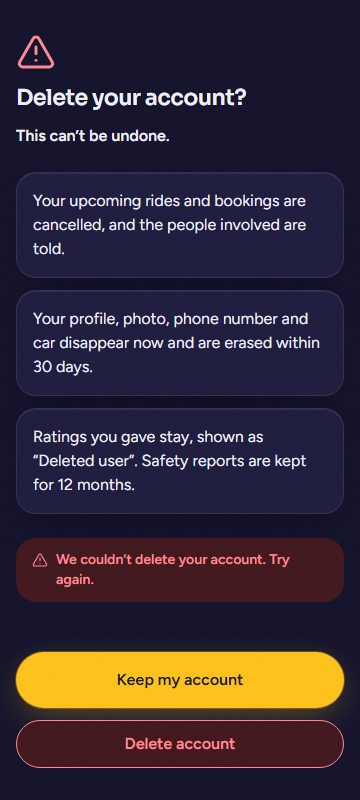 Delete your account?
This can’t be undone.
Your upcoming rides and bookings are
cancelled, and the people involved are
told.
Your profile, photo, phone number and
car disappear now and are erased within
30 days.
Ratings you gave stay, shown as
“Deleted user”. Safety reports are kept
for 12 months.
We couldn’t delete your account. Try
again.
Keep my account
Delete account